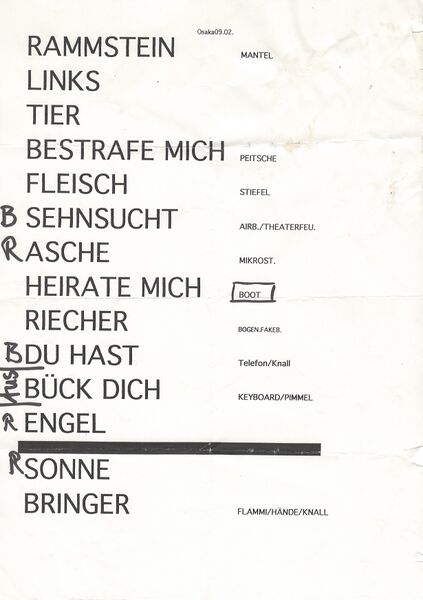 Osaka09.02.
RAMMSTEIN MANTEL
LINKS
TIER
BESTRAFE MICH PEITSCHE
FLEISCH STIEFEL
B SEHNSUCHT AIRB./THEATERFEU.
R ASCHE MIKROST.
HEIRATE MICH BOOT
RIECHER BOGEN.FAKEB.
B DU HAST Telefon/Knall
Aus BÜCK DICH KEYBOARD/PIMMEL
R ENGEL
R SONNE
BRINGER FLAMMI/HÄNDE/KNALL